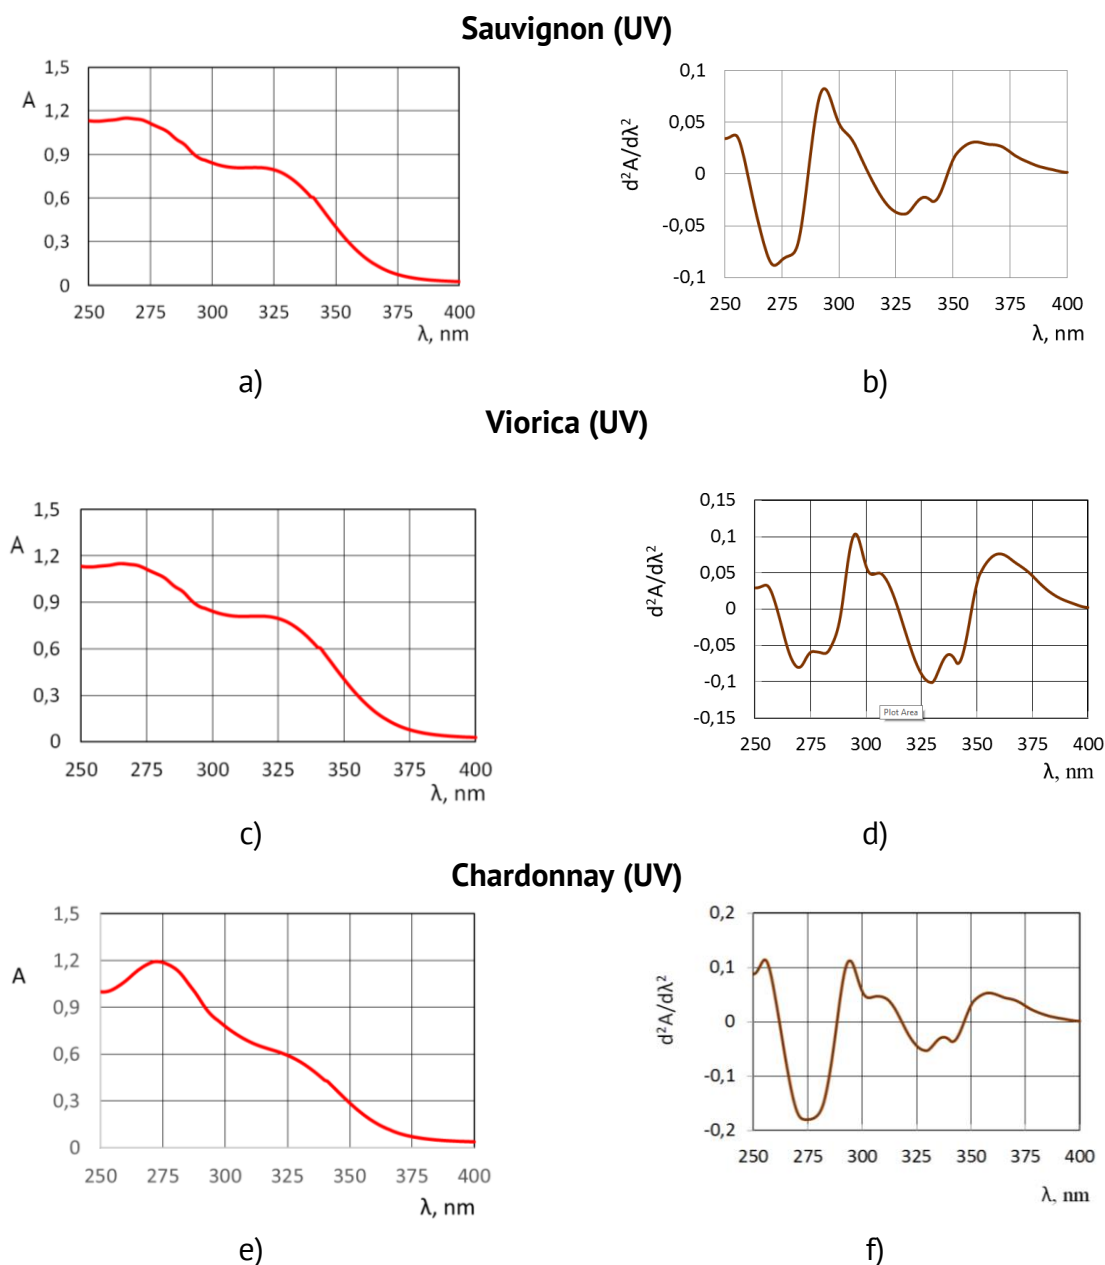 Sauvignon (UV)
1,5
A
1,2
0,9
0,6
0,3
0
250 275 300 325 350 375 400
λ, nm
a)
0,1
0,05
0
-0,05
-0,1
d²A/dλ²
250 275 300 325 350 375 400
λ, nm
b)
Viorica (UV)
1,5
A
1,2
0,9
0,6
0,3
0
250 275 300 325 350 375 400
λ, nm
c)
0,15
0,1
0,05
0
-0,05
-0,1
-0,15
d²A/dλ²
Plot Area
250 275 300 325 350 375 400
λ, nm
d)
Chardonnay (UV)
1,5
1,2
A
0,9
0,6
0,3
0
250 275 300 325 350 375 400
λ, nm
e)
0,2
0,1
0
-0,1
-0,2
d²A/dλ²
250 275 300 325 350 375 400
λ, nm
f)